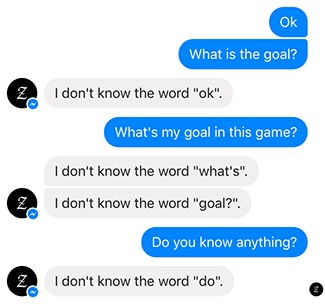 Ok
What is the goal?
I don't know the word "ok".
What's my goal in this game?
I don't know the word "what's".
I don't know the word "goal?".
Do you know anything?
I don't know the word "do".